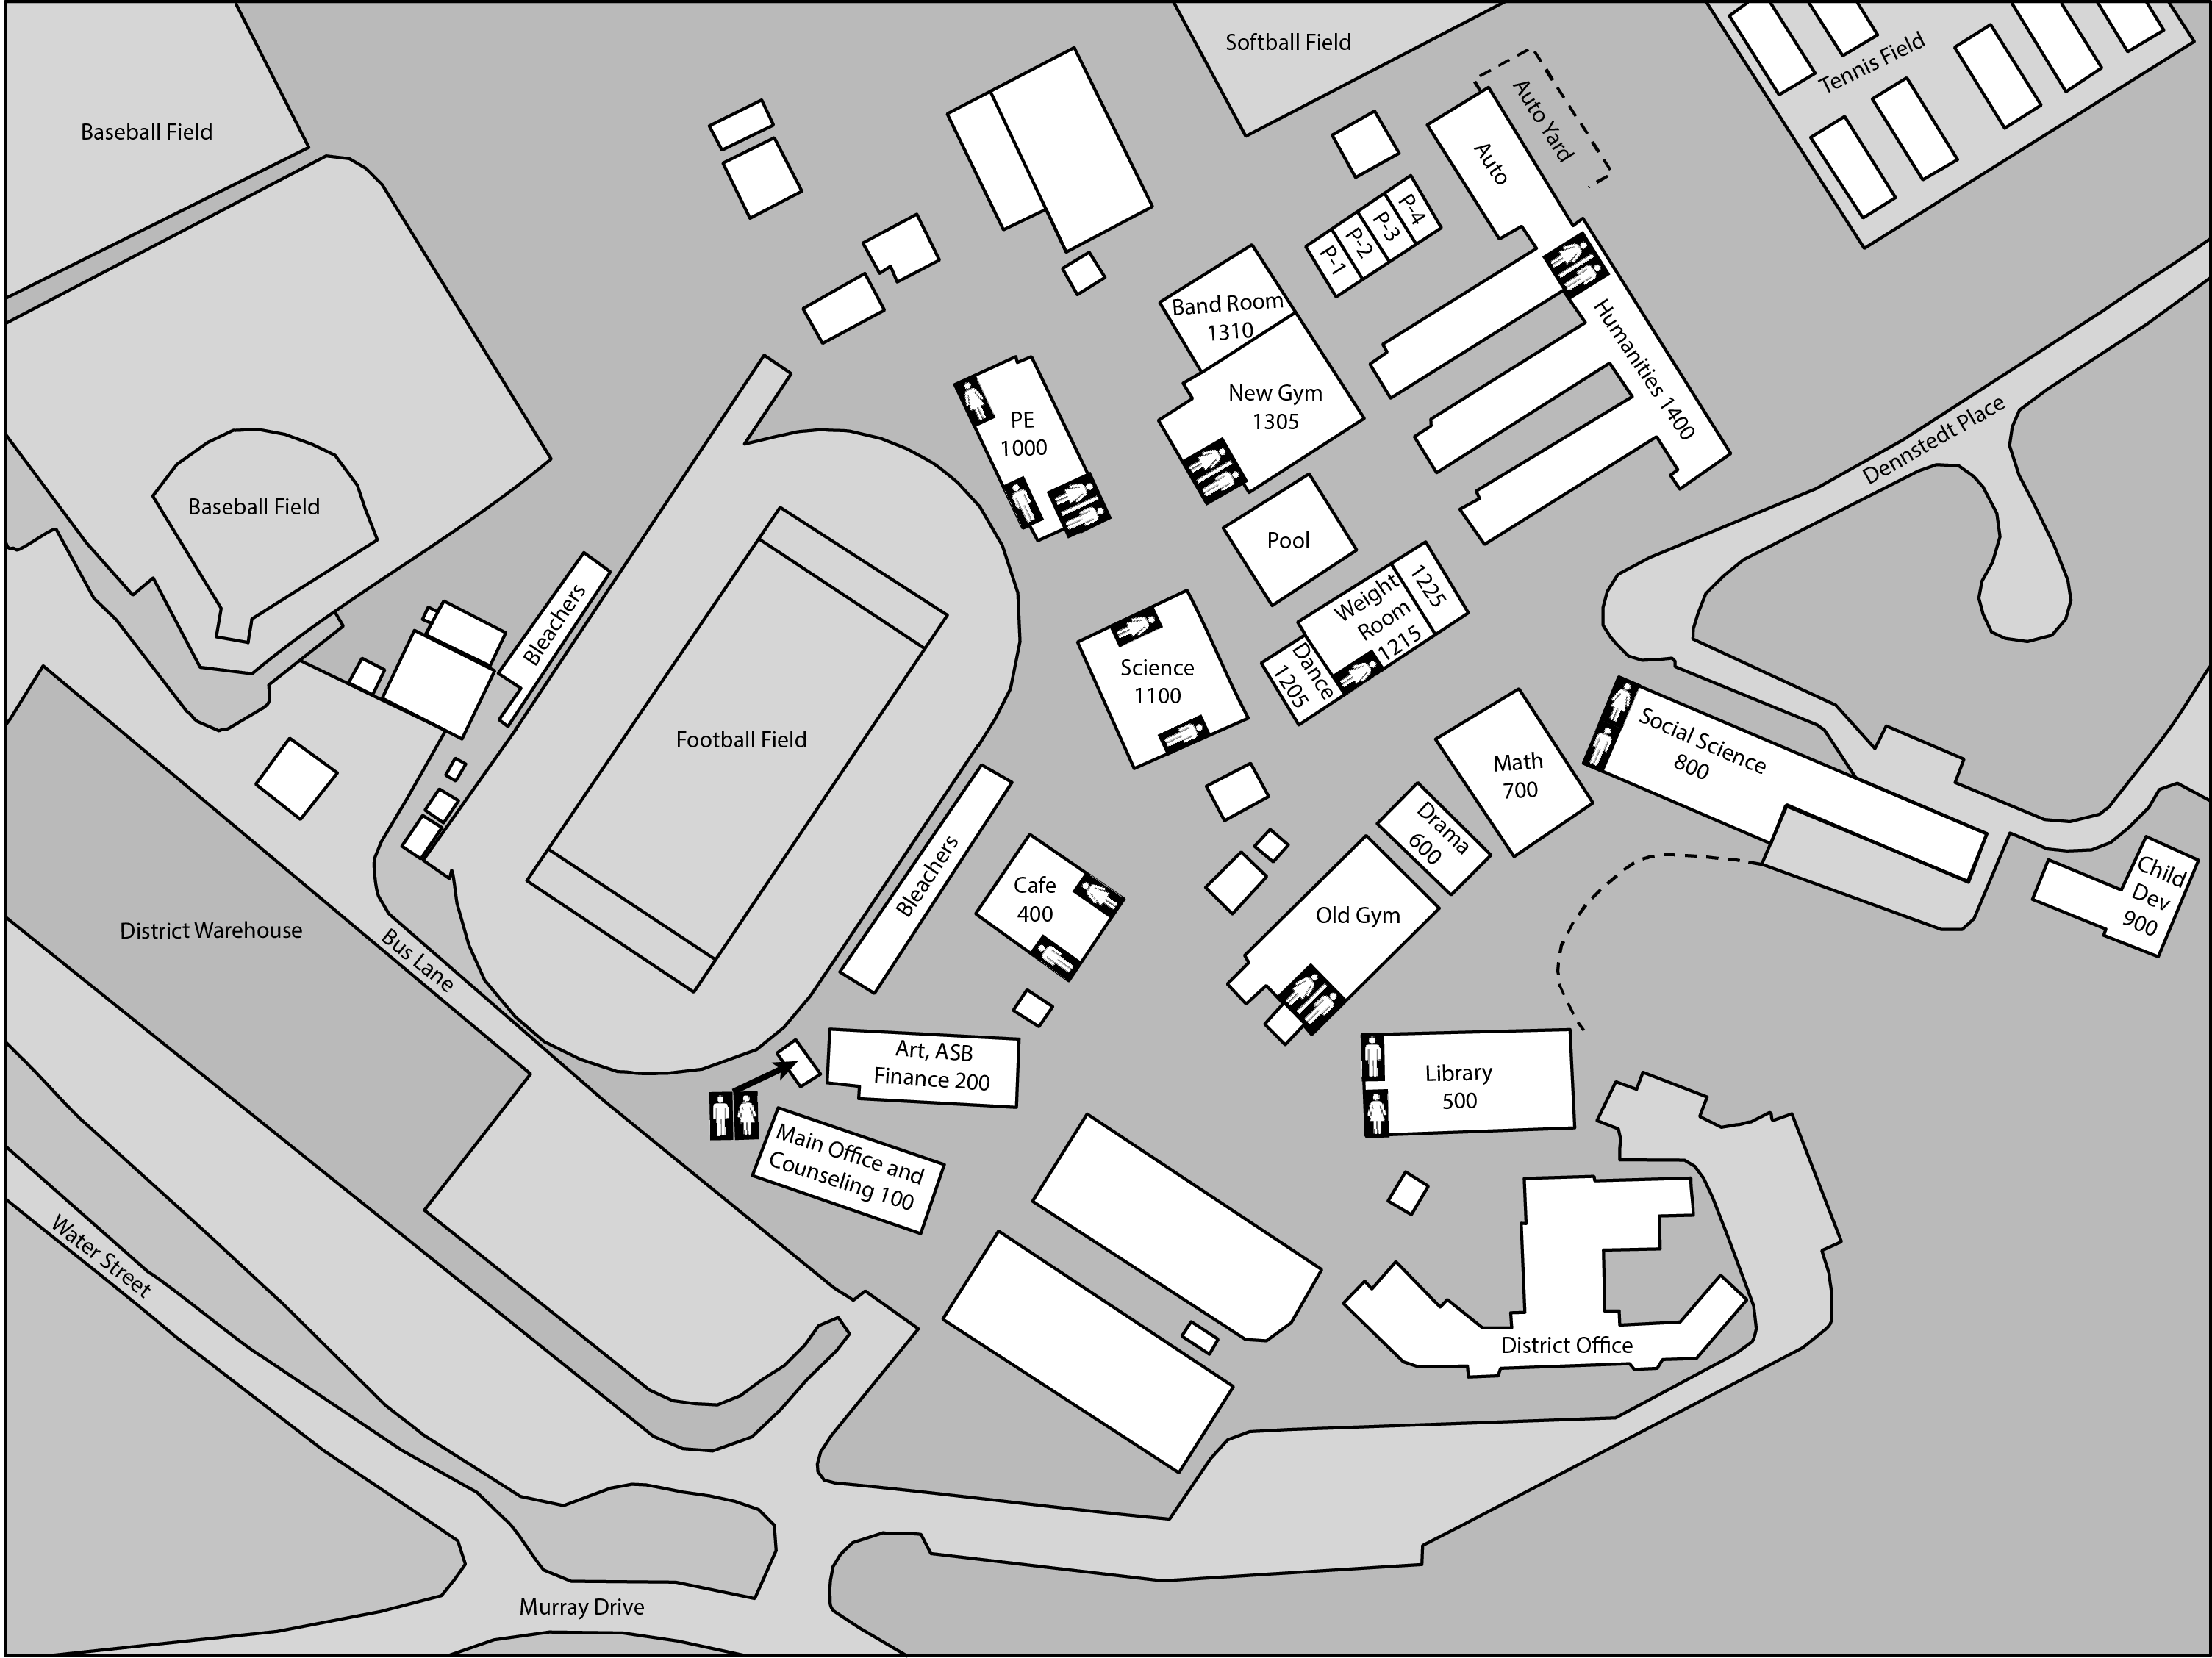 Softball Field
Tennis Field
Auto Yard
Baseball Field
Auto
P-1
P-2
P-3
P-4
Band Room
1310
Humanities 1400
New Gym
1305
PE
1000
Dennstedt Place
Baseball Field
Pool
Bleachers
Weight
Room
1215
1225
Dance
1205
Science
1100
Football Field
Social Science
800
Math
700
Drama
600
Bleachers
Cafe
400
Old Gym
Child
Dev
900
District Warehouse
Bus Lane
Art, ASB
Finance 200
Library
500
Main Office and
Counseling 100
Water Street
District Office
Murray Drive